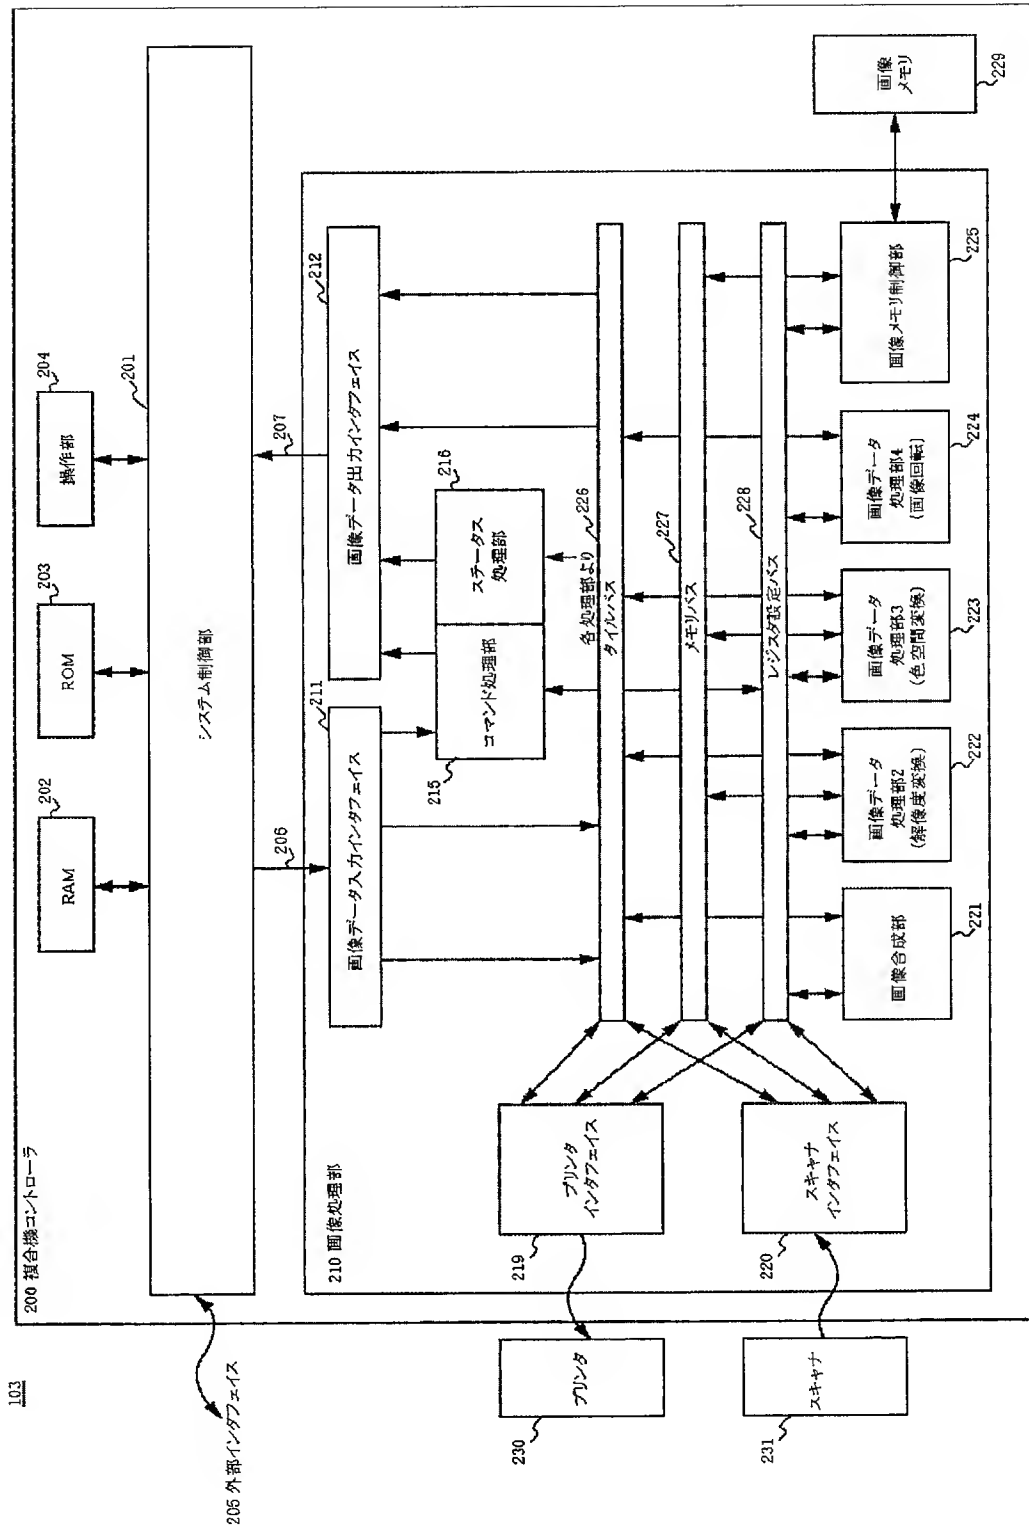 103
200 複合機コントローラ
205 外部インタフェイス
RAM
202
ROM
203
操作部
204
システム制御部
201
206
207
210 画像処理部
画像データ入力インタフェイス
211
画像データ出力インタフェイス
212
コマンド処理部
215
ステータス
処理部
216
各処理部より
タイルバス
226
メモリバス
227
レジスタ設定バス
228
プリンタ
インタフェイス
219
スキャナ
インタフェイス
220
プリンタ
230
スキャナ
231
画像合成部
221
画像データ
処理部2
(解像度変換)
222
画像データ
処理部3
(色空間変換)
223
画像データ
処理部4
(画像回転)
224
画像メモリ制御部
225
画像
メモリ
229